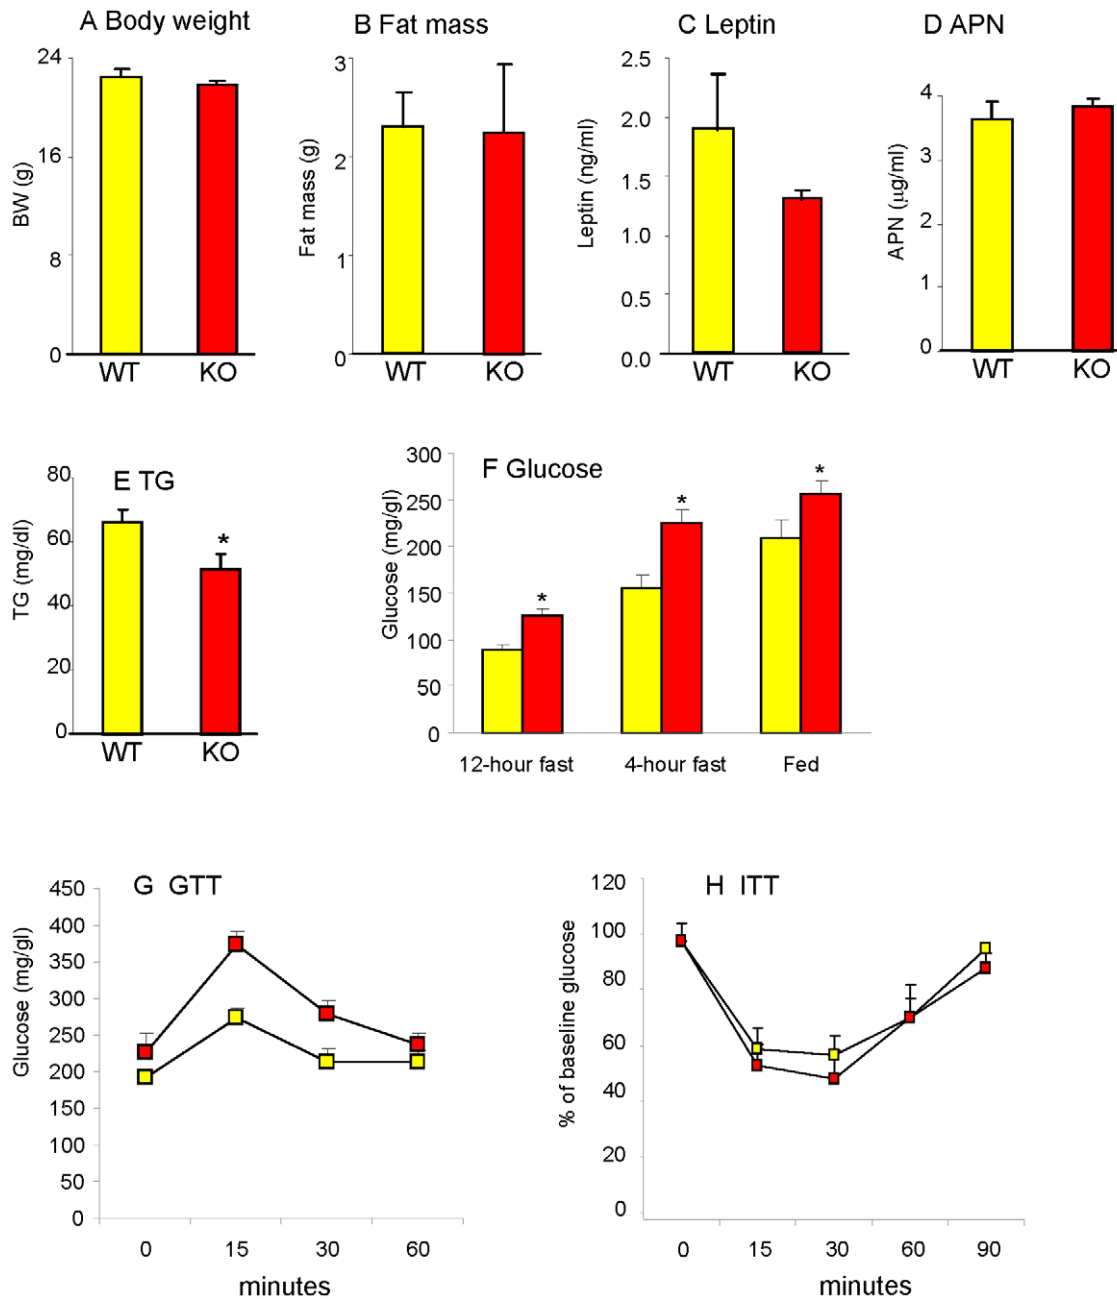 A Body weight
24
16
8
0
BW (g)
WT KO
B Fat mass
3
2
1
0
Fat mass (g)
WT KO
C Leptin
2.5
2.0
1.5
1.0
0.5
0.0
Leptin (ng/ml)
WT KO
D APN
4
3
2
1
0
APN (µg/ml)
WT KO
E TG
80
60
40
20
0
TG (mg/dl)
*
WT KO
F Glucose
300
250
200
150
100
50
0
Glucose (mg/gl)
* * *
12-hour fast 4-hour fast Fed
G GTT
450
400
350
300
250
200
150
100
50
0
Glucose (mg/gl)
0 15 30 60
minutes
H ITT
120
100
80
60
40
20
0
% of baseline glucose
0 15 30 60 90
minutes